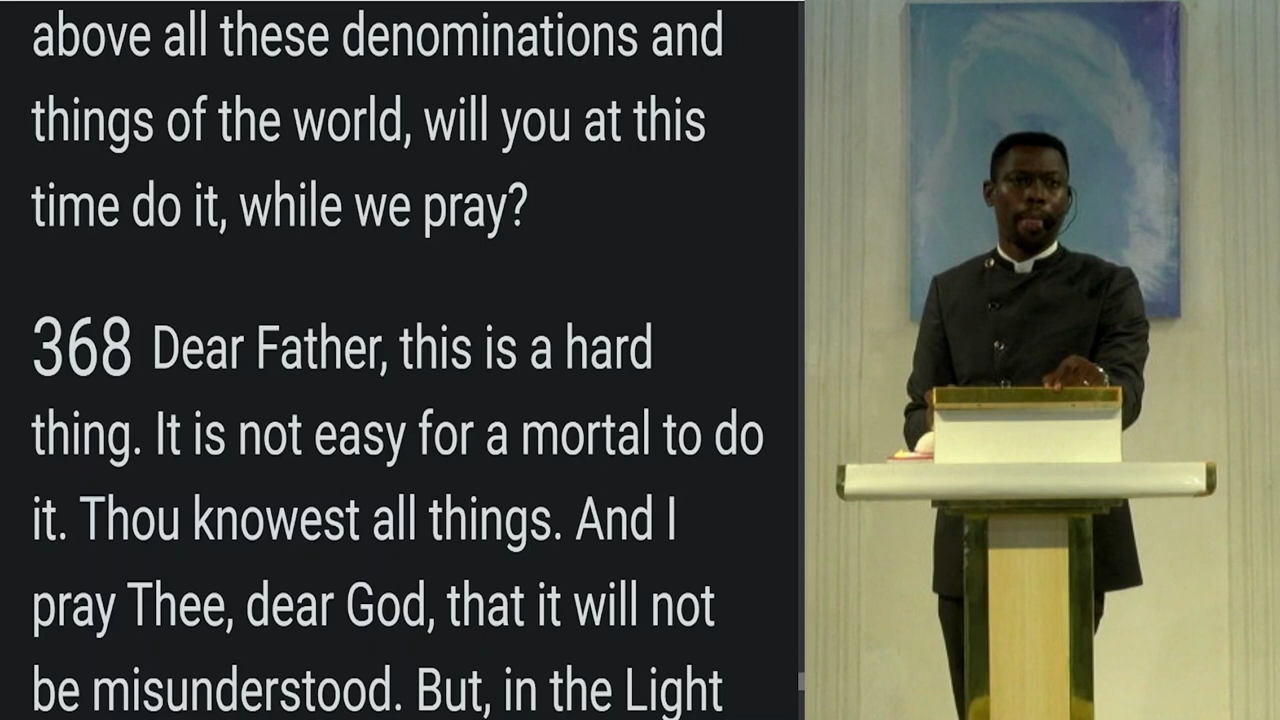 above all these denominations and
things of the world, will you at this
time do it, while we pray?
368 Dear Father, this is a hard
thing. It is not easy for a mortal to do
it. Thou knowest all things. And I
pray Thee, dear God, that it will not
be misunderstood. But, in the Light